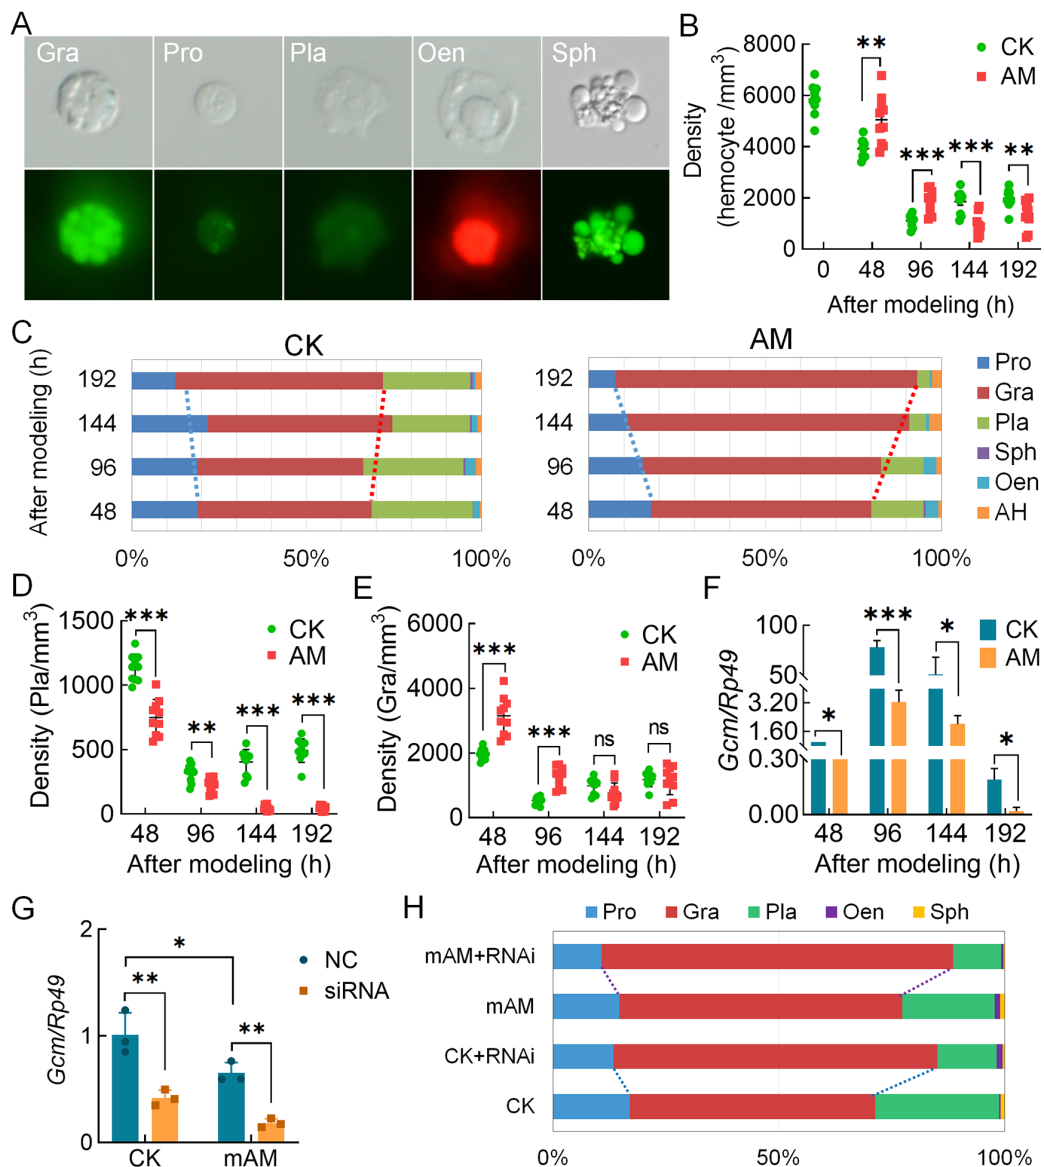 A
Gra Pro Pla Oen Sph
B
Density
(hemocyte /mm³)
8000
6000
4000
2000
0
** *** *** **
CK
AM
0 48 96 144 192
After modeling (h)
C
After modeling (h)
CK
192
144
96
48
0% 50% 100%
AM
192
144
96
48
0% 50% 100%
Pro
Gra
Pla
Sph
Oen
AH
D
Density (Pla/mm³)
1500
1000
500
0
*** ** *** ***
CK
AM
48 96 144 192
After modeling (h)
E
Density (Gra/mm³)
6000
4000
2000
0
*** *** ns ns
CK
AM
48 96 144 192
After modeling (h)
F
Gcm/Rp49
100
50
3.20
1.60
0.30
0.00
* *** * *
CK
AM
48 96 144 192
After modeling (h)
G
Gcm/Rp49
2
1
0
** * **
NC
siRNA
CK mAM
H
Pro Gra Pla Oen Sph
mAM+RNAi
mAM
CK+RNAi
CK
0% 50% 100%